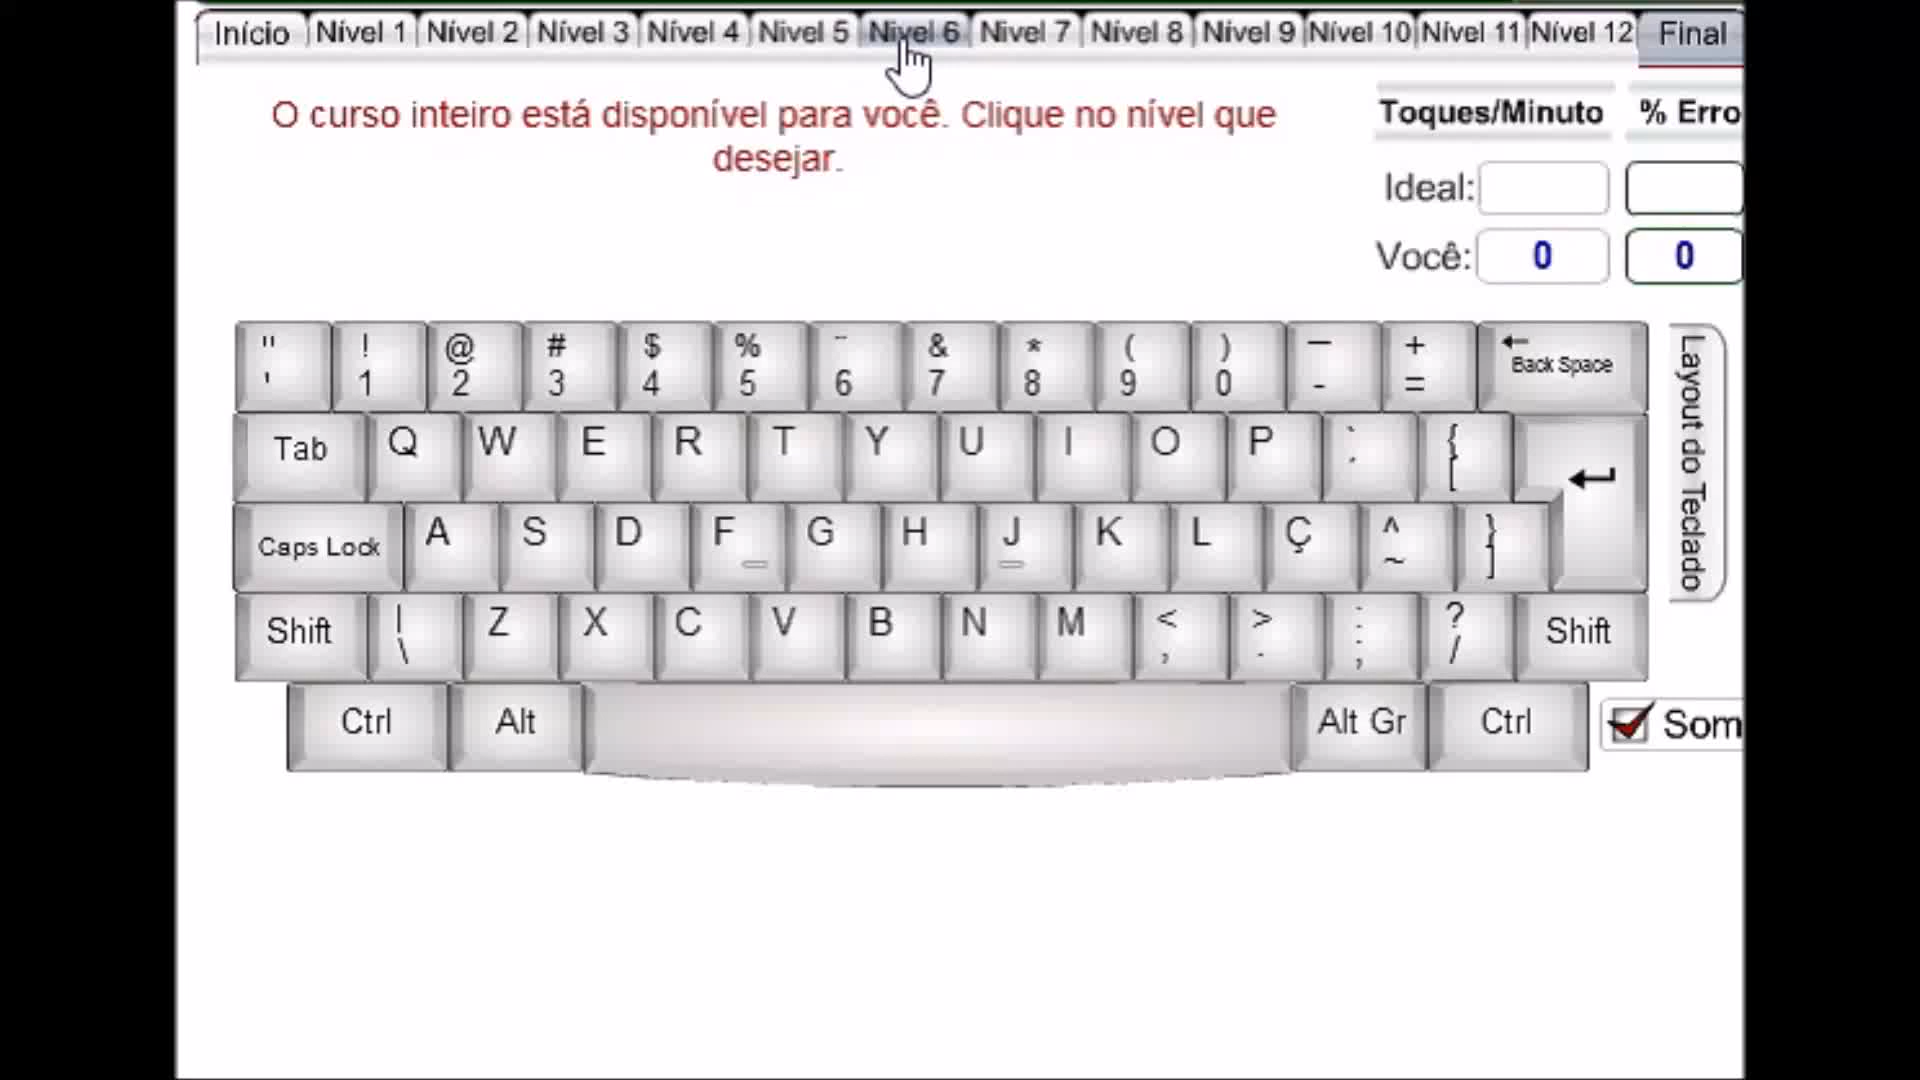 Início Nível 1 Nível 2 Nível 3 Nível 4 Nivel 5 Nivel 6 Nivel 7 Nível 8 Nível 9 Nível 10 Nível 11 Nível 12 Final
O curso inteiro está disponível para você. Clique no nível que
desejar.
Toques/Minuto % Erro
Ideal:
Você: 0 0
" ! @ # $ % ¨ & * ( ) — + ← Back Space
' 1 2 3 4 5 6 7 8 9 0 - =
Tab Q W E R T Y U I O P ` ´ { [ ↵
Caps Lock A S D F G H J K L Ç ^ ~ } ]
Shift | \ Z X C V B N M < , > . : ; ? / Shift
Ctrl Alt Alt Gr Ctrl
Layout do Teclado
Som